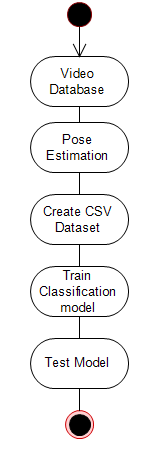 Video
Database
Pose
Estimation
Create CSV
Dataset
Train
Classification
model
Test Model